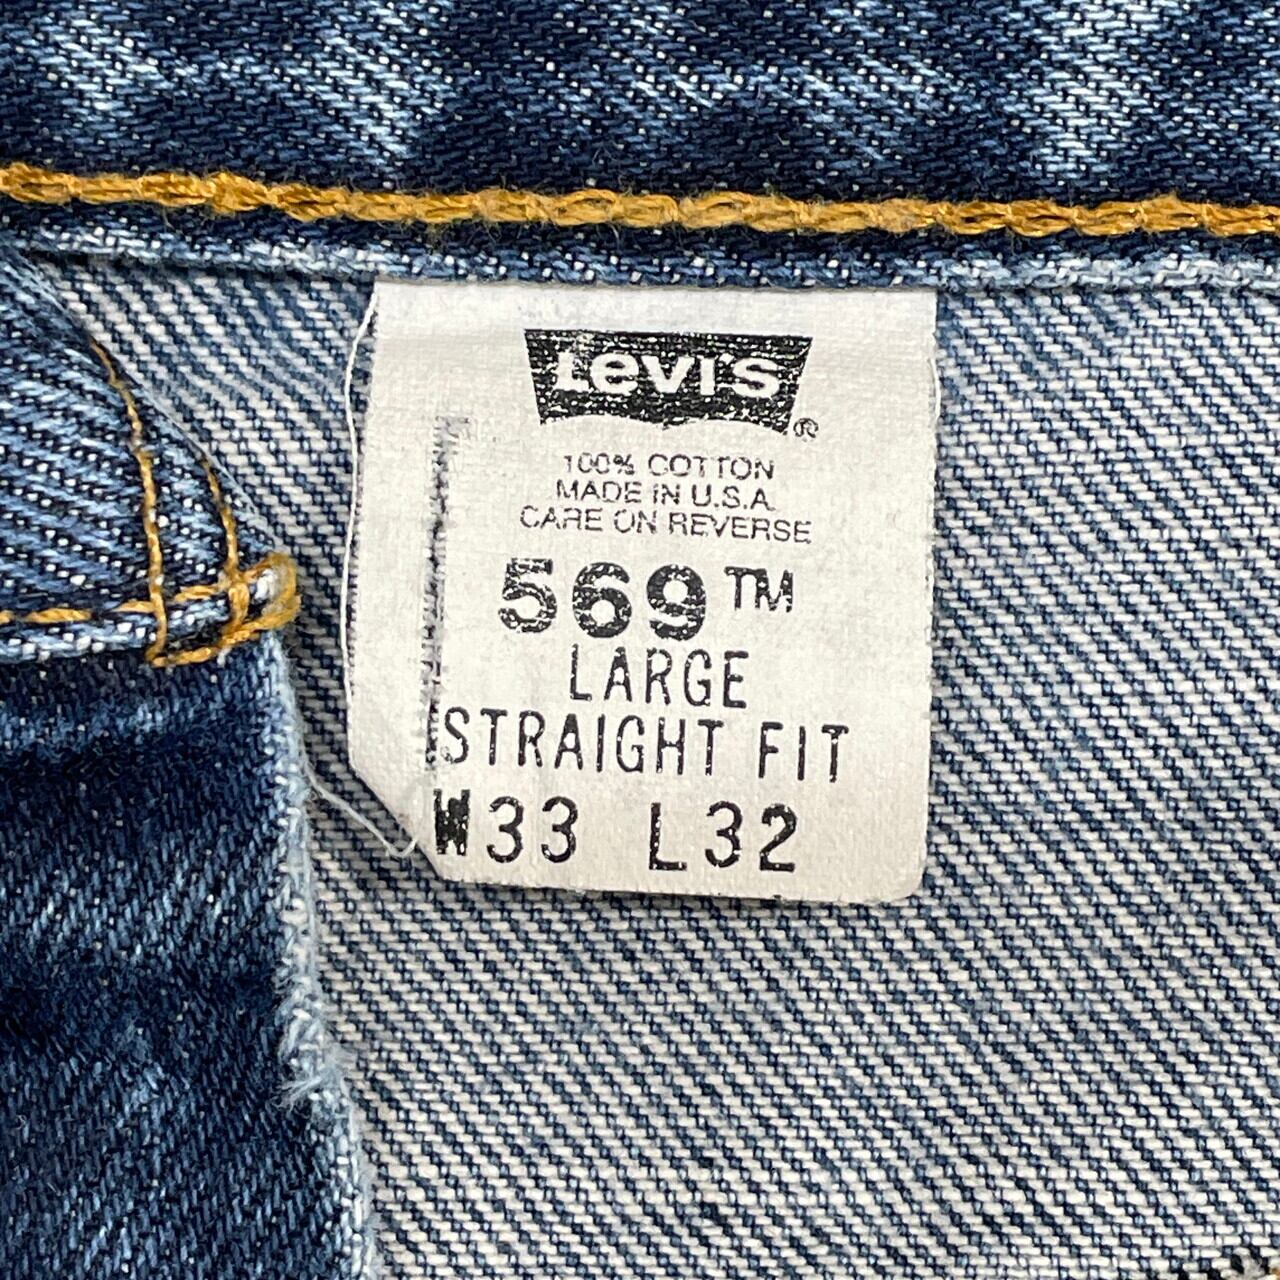 Levi's®
100% COTTON
MADE IN U.S.A.
CARE ON REVERSE
569™
LARGE
STRAIGHT FIT
W33 L32